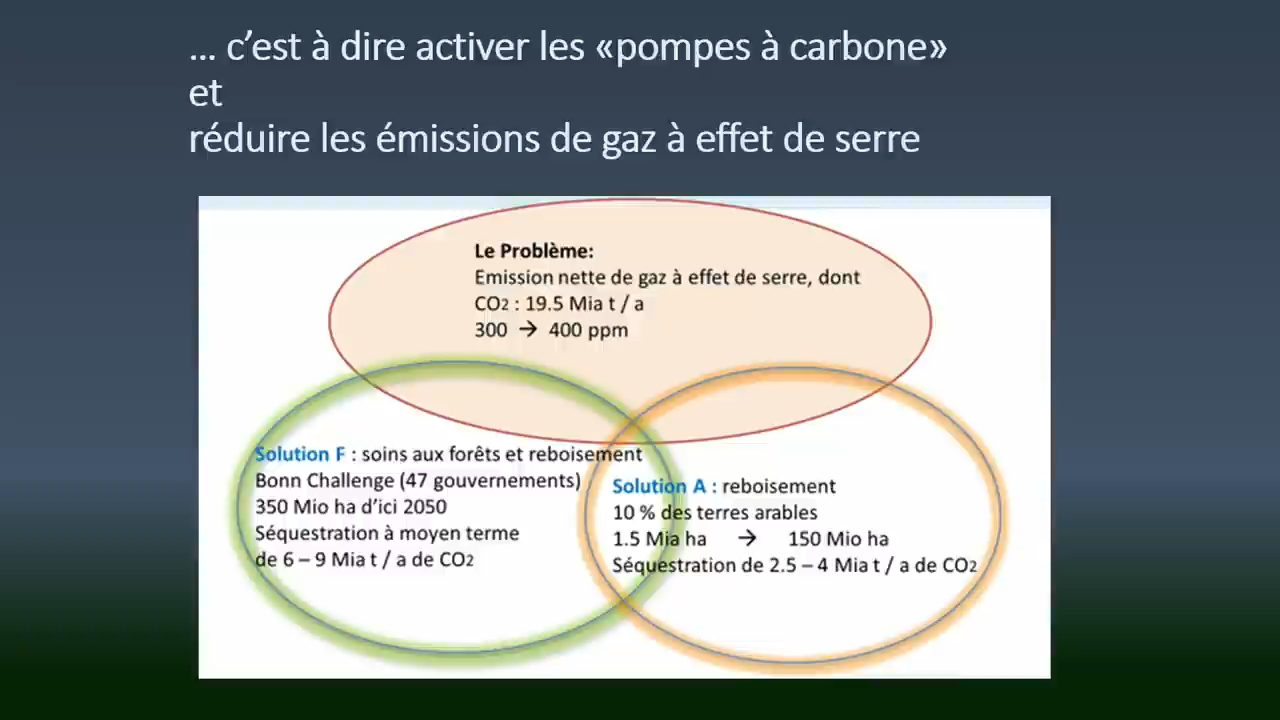 ... c’est à dire activer les «pompes à carbone»
et
réduire les émissions de gaz à effet de serre
Le Problème:
Emission nette de gaz à effet de serre, dont
CO2 : 19.5 Mia t / a
300 → 400 ppm
Solution F : soins aux forêts et reboisement
Bonn Challenge (47 gouvernements)
350 Mio ha d’ici 2050
Séquestration à moyen terme
de 6 – 9 Mia t / a de CO2
Solution A : reboisement
10 % des terres arables
1.5 Mia ha → 150 Mio ha
Séquestration de 2.5 – 4 Mia t / a de CO2